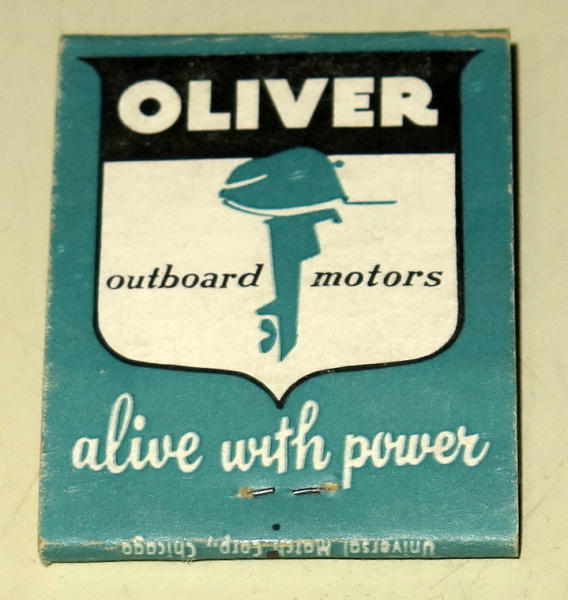 OLIVER
outboard motors
alive with power
Universal Match Corp., Chicago